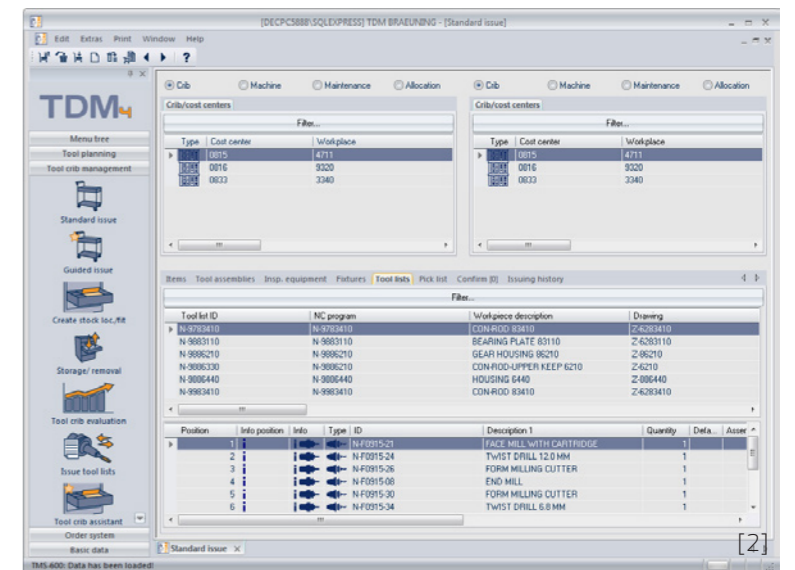 [DECPC5888\SQLEXPRESS] TDM BRAEUNING - [Standard issue]
Edit Extras Print Window Help
TDM4
Menu tree
Tool planning
Tool crib management
Standard issue
Guided issue
Create stock loc./fit
Storage/ removal
Tool crib evaluation
Issue tool lists
Tool crib assistant
Order system
Basic data
Crib Machine Maintenance Allocation
Crib/cost centers
Filter...
Type Cost center Workplace
0815 4711
0816 9320
0833 3340
Crib Machine Maintenance Allocation
Crib/cost centers
Filter...
Type Cost center Workplace
0815 4711
0816 9320
0833 3340
Items Tool assemblies Insp. equipment Fixtures Tool lists Pick list Confirm [0] Issuing history
Filter...
Tool list ID NC program Workpiece description Drawing
N-9783410 N-9783410 CON-ROD 83410 Z-6283410
N-9883110 N-9883110 BEARING PLATE 83110 Z-6283110
N-9886210 N-9886210 GEAR HOUSING 86210 Z-86210
N-9886330 N-9886210 CON-ROD-UPPER KEEP 6210 Z-6210
N-9886440 N-9886440 HOUSING 6440 Z-886440
N-9983410 N-9983410 CON-ROD 83410 Z-6283410
Position Info position Info Type ID Description 1 Quantity Defa... Asser
1 N-F0915-21 FACE MILL WITH CARTRIDGE 1
2 N-F0915-24 TWIST DRILL 12.0 MM 1
3 N-F0915-26 FORM MILLING CUTTER 1
4 N-F0915-08 END MILL 1
5 N-F0915-30 FORM MILLING CUTTER 1
6 N-F0915-34 TWIST DRILL 6.8 MM 1
Standard issue
[2]
TMS-600: Data has been loaded!